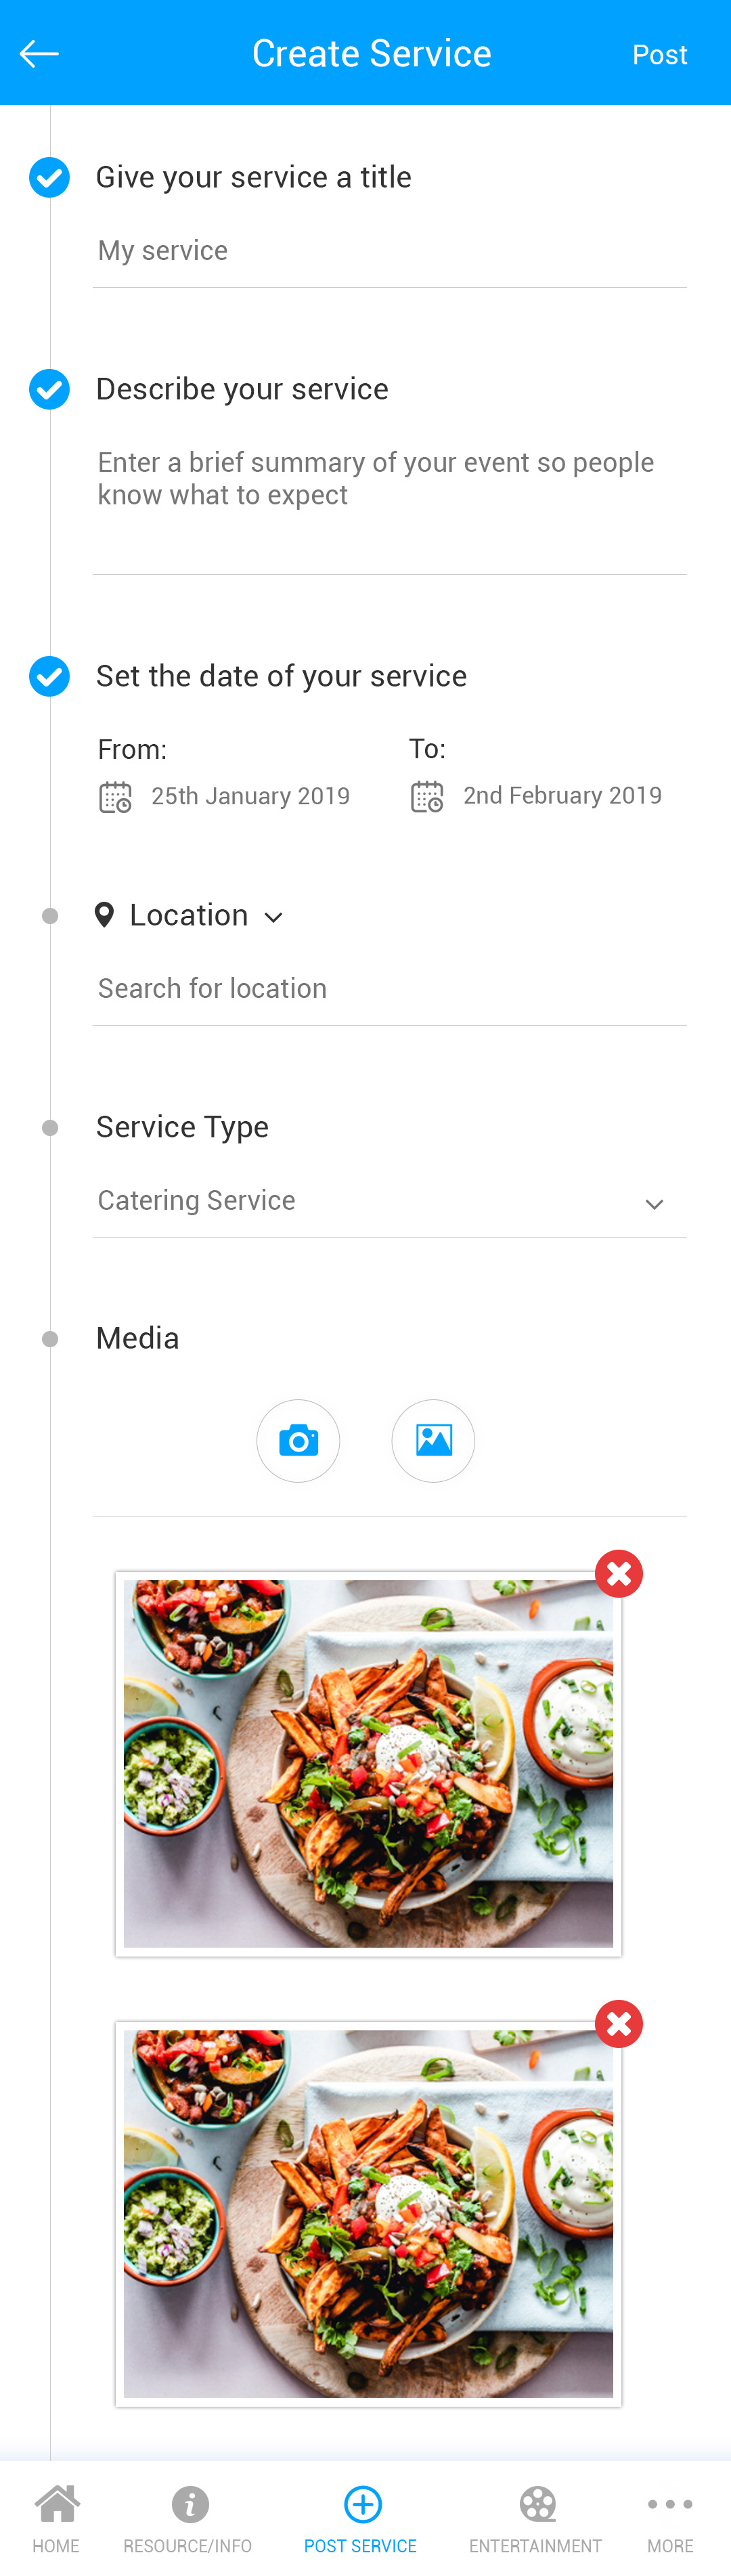 Create Service
Post
Give your service a title
My service
Describe your service
Enter a brief summary of your event so people
know what to expect
Set the date of your service
From:
To:
25th January 2019
2nd February 2019
Location
Search for location
Service Type
Catering Service
Media
HOME
RESOURCE/INFO
POST SERVICE
ENTERTAINMENT
MORE